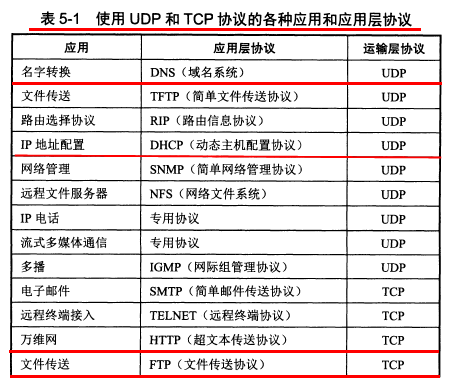 表 5-1 使用 UDP 和 TCP 协议的各种应用和应用层协议
应用 应用层协议 运输层协议
名字转换 DNS（域名系统） UDP
文件传送 TFTP（简单文件传送协议） UDP
路由选择协议 RIP（路由信息协议） UDP
IP 地址配置 DHCP（动态主机配置协议） UDP
网络管理 SNMP（简单网络管理协议） UDP
远程文件服务器 NFS（网络文件系统） UDP
IP 电话 专用协议 UDP
流式多媒体通信 专用协议 UDP
多播 IGMP（网际组管理协议） UDP
电子邮件 SMTP（简单邮件传送协议） TCP
远程终端接入 TELNET（远程终端协议） TCP
万维网 HTTP（超文本传送协议） TCP
文件传送 FTP（文件传送协议） TCP